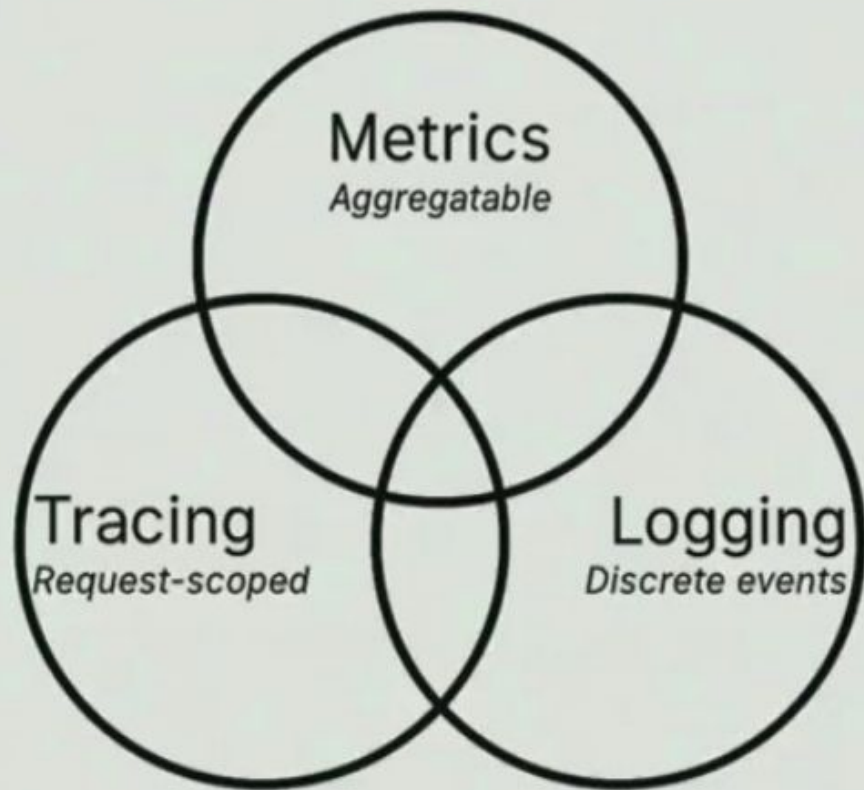 Metrics
Aggregatable
Tracing
Request-scoped
Logging
Discrete events